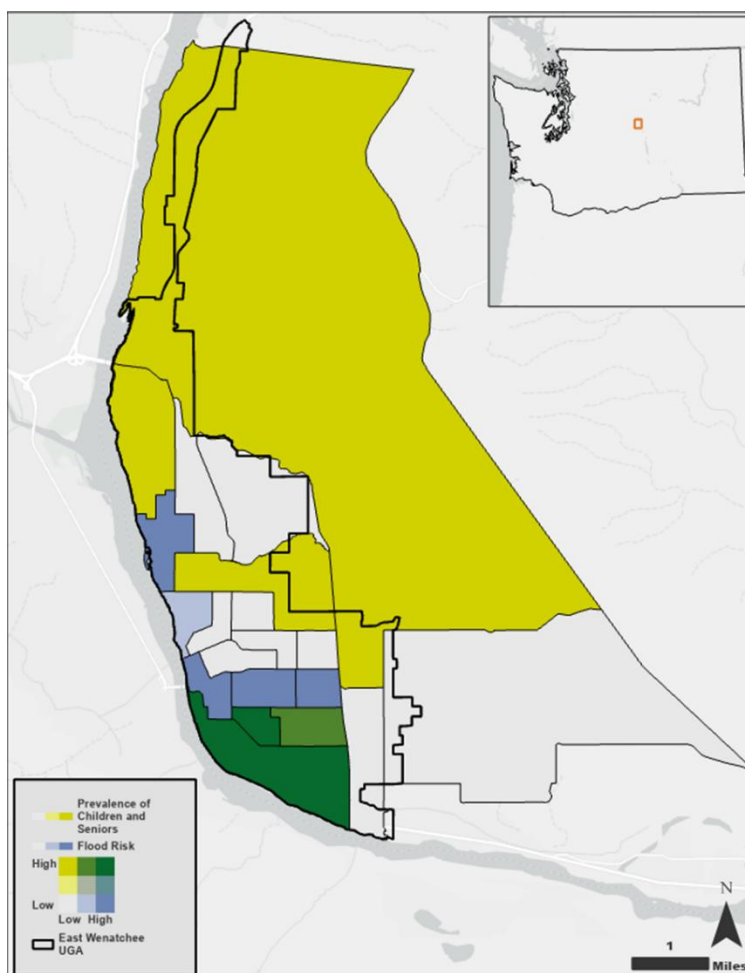 Prevalence of
Children and
Seniors
Flood Risk
High
Low
Low High
East Wenatchee
UGA
N
1
Miles